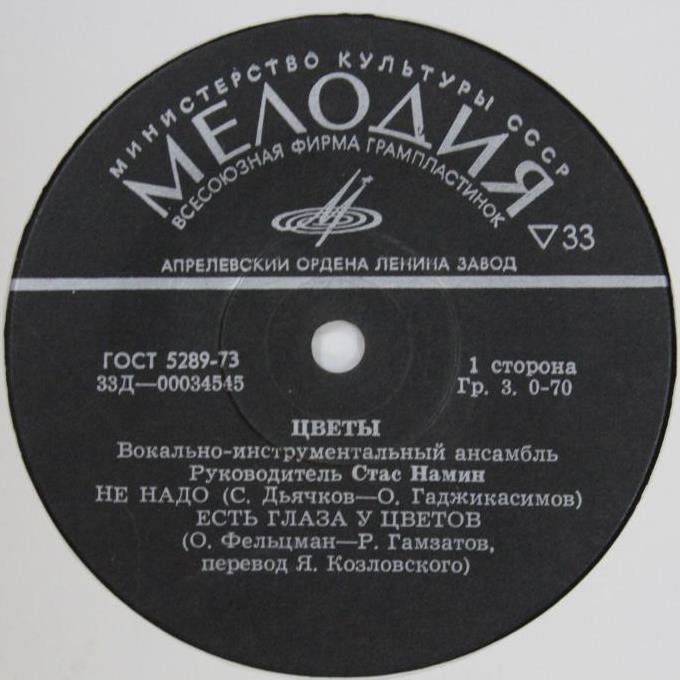 МИНИСТЕРСТВО КУЛЬТУРЫ СССР
МЕЛОДИЯ
ВСЕСОЮЗНАЯ ФИРМА ГРАМПЛАСТИНОК
▽33
АПРЕЛЕВСКИЙ ОРДЕНА ЛЕНИНА ЗАВОД
ГОСТ 5289-73
33Д—00034545
1 сторона
Гр. 3. 0-70
ЦВЕТЫ
Вокально-инструментальный ансамбль
Руководитель Стас Намин
НЕ НАДО (С. Дьячков—О. Гаджикасимов)
ЕСТЬ ГЛАЗА У ЦВЕТОВ
(О. Фельцман—Р. Гамзатов,
перевод Я. Козловского)